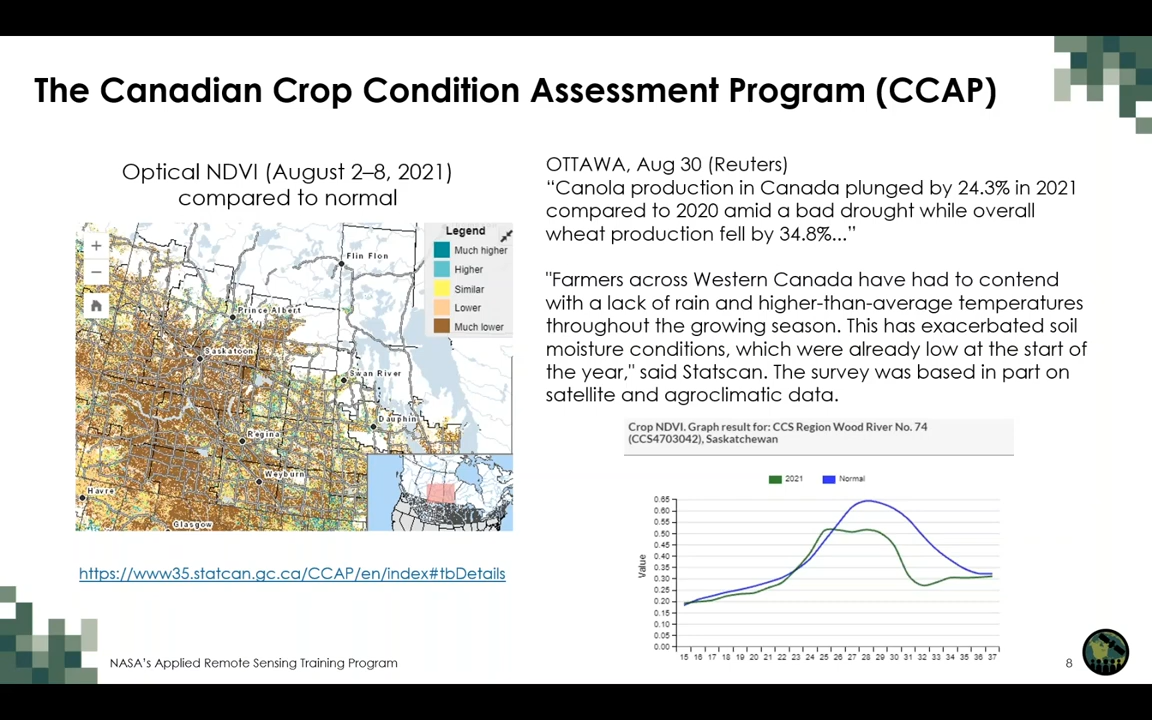 The Canadian Crop Condition Assessment Program (CCAP)
Optical NDVI (August 2–8, 2021)
compared to normal
Legend
Much higher
Higher
Similar
Lower
Much lower
Flin Flon
Prince Albert
Saskatoon
Swan River
Dauphin
Regina
Weyburn
Havre
Glasgow
https://www35.statcan.gc.ca/CCAP/en/index#tbDetails
OTTAWA, Aug 30 (Reuters)
“Canola production in Canada plunged by 24.3% in 2021
compared to 2020 amid a bad drought while overall
wheat production fell by 34.8%...”
"Farmers across Western Canada have had to contend
with a lack of rain and higher-than-average temperatures
throughout the growing season. This has exacerbated soil
moisture conditions, which were already low at the start of
the year," said Statscan. The survey was based in part on
satellite and agroclimatic data.
Crop NDVI. Graph result for: CCS Region Wood River No. 74
(CCS4703042), Saskatchewan
2021 Normal
Value
0.65
0.60
0.55
0.50
0.45
0.40
0.35
0.30
0.25
0.20
0.15
0.10
0.05
0.00
15 16 17 18 19 20 21 22 23 24 25 26 27 28 29 30 31 32 34 35 36 37
NASA's Applied Remote Sensing Training Program
8